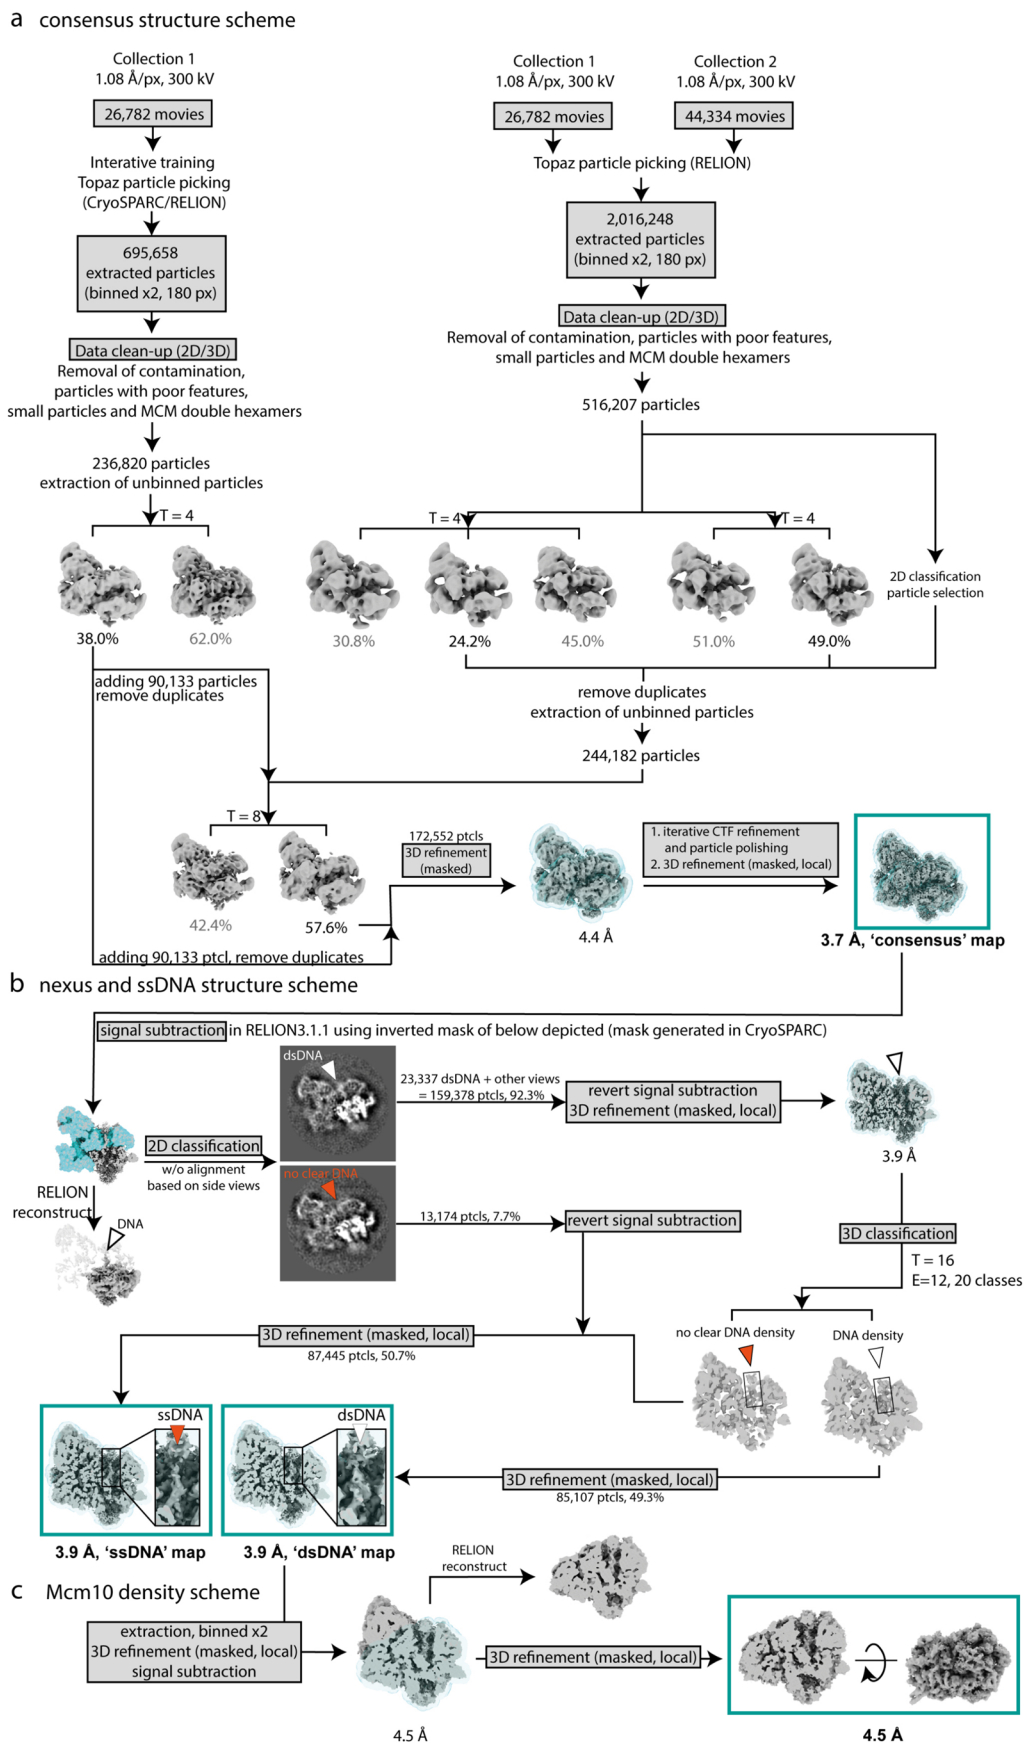 a consensus structure scheme
Collection 1
1.08 Å/px, 300 kV
26,782 movies
Interative training
Topaz particle picking
(CryoSPARC/RELION)
695,658
extracted particles
(binned x2, 180 px)
Data clean-up (2D/3D)
Removal of contamination,
particles with poor features,
small particles and MCM double hexamers
236,820 particles
extraction of unbinned particles
T = 4
38.0%
62.0%
Collection 1
1.08 Å/px, 300 kV
26,782 movies
Collection 2
1.08 Å/px, 300 kV
44,334 movies
Topaz particle picking (RELION)
2,016,248
extracted particles
(binned x2, 180 px)
Data clean-up (2D/3D)
Removal of contamination, particles with poor features,
small particles and MCM double hexamers
516,207 particles
T = 4
T = 4
2D classification
particle selection
30.8%
24.2%
45.0%
51.0%
49.0%
adding 90,133 particles
remove duplicates
remove duplicates
extraction of unbinned particles
244,182 particles
T = 8
42.4%
57.6%
172,552 ptcls
3D refinement
(masked)
4.4 Å
1. iterative CTF refinement
and particle polishing
2. 3D refinement (masked, local)
3.7 Å, ‘consensus’ map
adding 90,133 ptcl, remove duplicates
b nexus and ssDNA structure scheme
signal subtraction in RELION3.1.1 using inverted mask of below depicted (mask generated in CryoSPARC)
2D classification
w/o alignment
based on side views
RELION
reconstruct
DNA
dsDNA
no clear DNA
23,337 dsDNA + other views
= 159,378 ptcls, 92.3%
revert signal subtraction
3D refinement (masked, local)
3.9 Å
13,174 ptcls, 7.7%
revert signal subtraction
3D classification
T = 16
E=12, 20 classes
no clear DNA density
DNA density
3D refinement (masked, local)
87,445 ptcls, 50.7%
ssDNA
dsDNA
3D refinement (masked, local)
85,107 ptcls, 49.3%
3.9 Å, ‘ssDNA’ map
3.9 Å, ‘dsDNA’ map
c Mcm10 density scheme
extraction, binned x2
3D refinement (masked, local)
signal subtraction
RELION
reconstruct
4.5 Å
3D refinement (masked, local)
4.5 Å